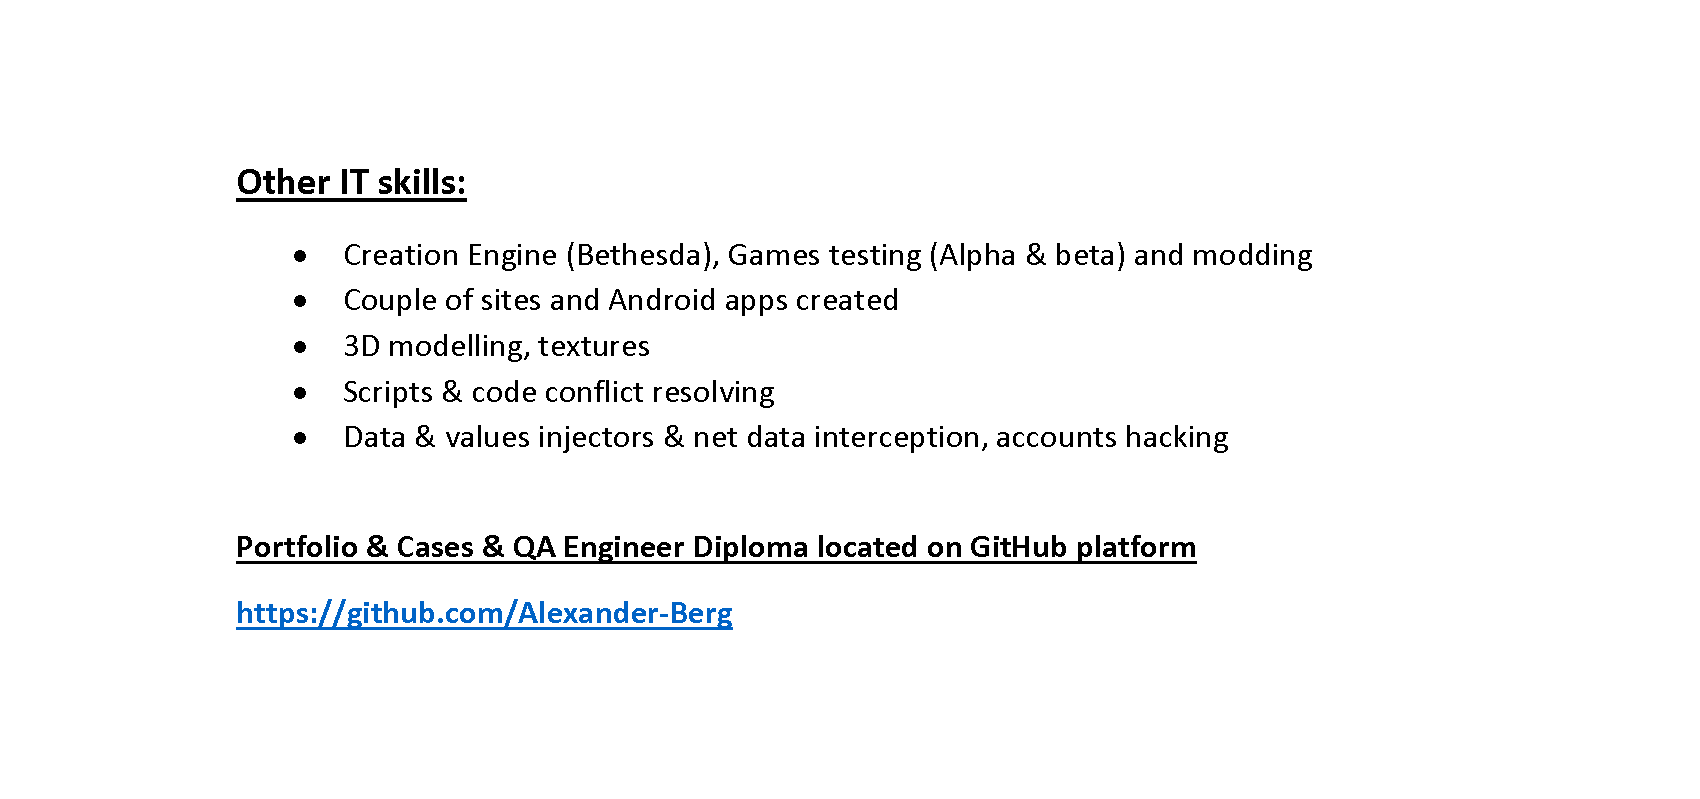 Other IT skills:
• Creation Engine (Bethesda), Games testing (Alpha & beta) and modding
• Couple of sites and Android apps created
• 3D modelling, textures
• Scripts & code conflict resolving
• Data & values injectors & net data interception, accounts hacking
Portfolio & Cases & QA Engineer Diploma located on GitHub platform
https://github.com/Alexander-Berg